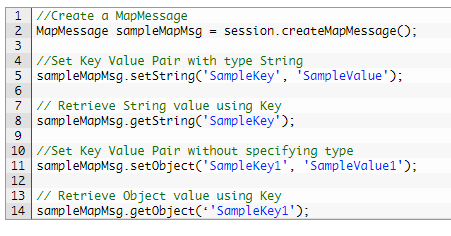 1 //Create a MapMessage
2 MapMessage sampleMapMsg = session.createMapMessage();
3
4 //Set Key Value Pair with type String
5 sampleMapMsg.setString('SampleKey', 'SampleValue');
6
7 // Retrieve String value using Key
8 sampleMapMsg.getString('SampleKey');
9
10 //Set Key Value Pair without specifying type
11 sampleMapMsg.setObject('SampleKey1', 'SampleValue1');
12
13 // Retrieve Object value using Key
14 sampleMapMsg.getObject(‘'SampleKey1');